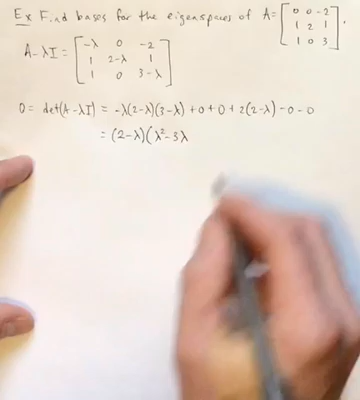 Ex Find bases for the eigenspaces of A = [0 0 -2
1 2 1
1 0 3].
A-λI = [-λ 0 -2
1 2-λ 1
1 0 3-λ]
0 = det(A-λI) = -λ(2-λ)(3-λ) + 0 + 0 + 2(2-λ) - 0 - 0
= (2-λ)(λ² - 3λ